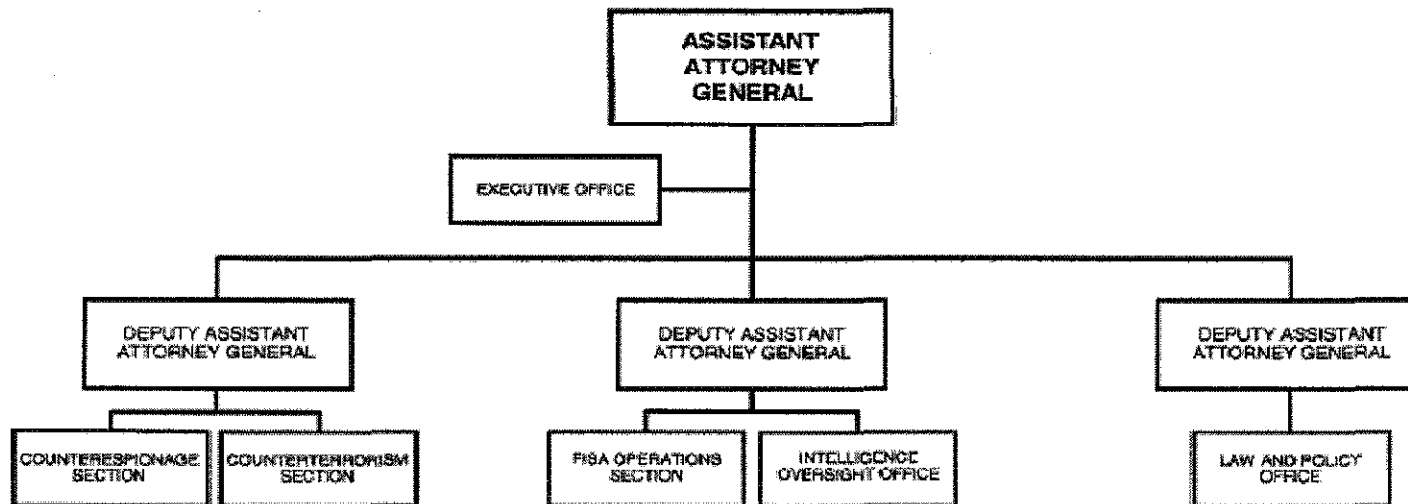 ASSISTANT
ATTORNEY
GENERAL
EXECUTIVE OFFICE
DEPUTY ASSISTANT
ATTORNEY GENERAL
DEPUTY ASSISTANT
ATTORNEY GENERAL
DEPUTY ASSISTANT
ATTORNEY GENERAL
COUNTERESPIONAGE
SECTION
COUNTERTERRORISM
SECTION
FISA OPERATIONS
SECTION
INTELLIGENCE
OVERSIGHT OFFICE
LAW AND POLICY
OFFICE